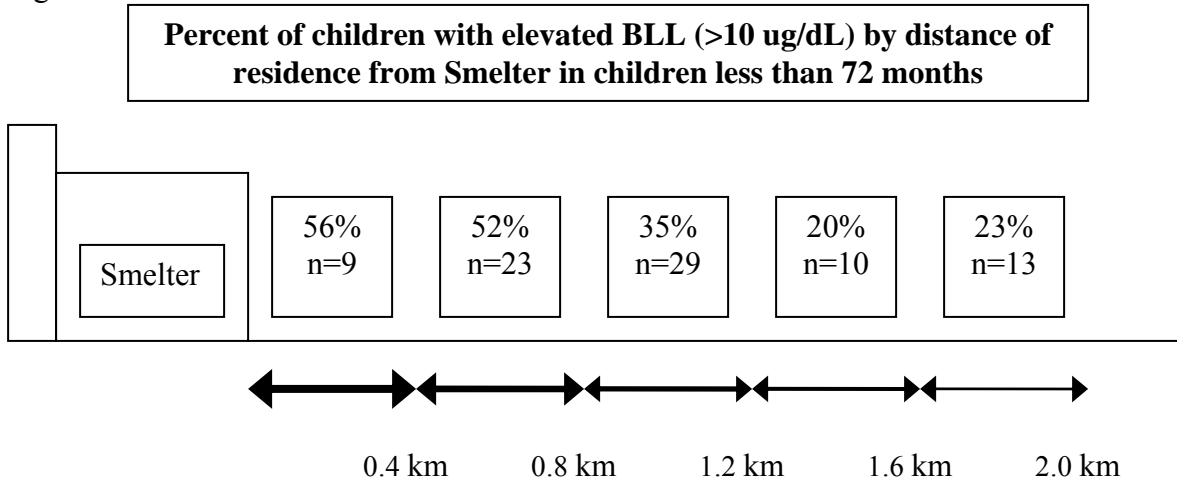 Percent of children with elevated BLL (>10 ug/dL) by distance of
residence from Smelter in children less than 72 months
Smelter
56%
n=9
52%
n=23
35%
n=29
20%
n=10
23%
n=13
0.4 km
0.8 km
1.2 km
1.6 km
2.0 km